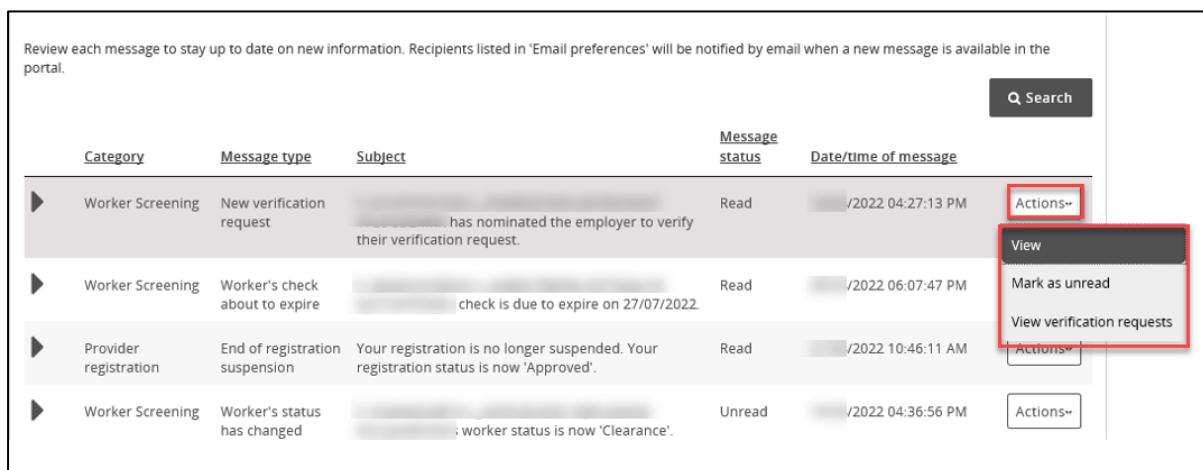 Review each message to stay up to date on new information. Recipients listed in 'Email preferences' will be notified by email when a new message is available in the
portal.
Search
Category Message type Subject Message status Date/time of message
Worker Screening New verification has nominated the employer to verify Read /2022 04:27:13 PM Actions
request their verification request.
View
Mark as unread
View verification requests
Worker Screening Worker's check Read /2022 06:07:47 PM
about to expire check is due to expire on 27/07/2022.
Provider End of registration Your registration is no longer suspended. Your Read /2022 10:46:11 AM Actions
registration suspension registration status is now 'Approved'.
Worker Screening Worker's status Unread /2022 04:36:56 PM Actions
has changed worker status is now 'Clearance'.